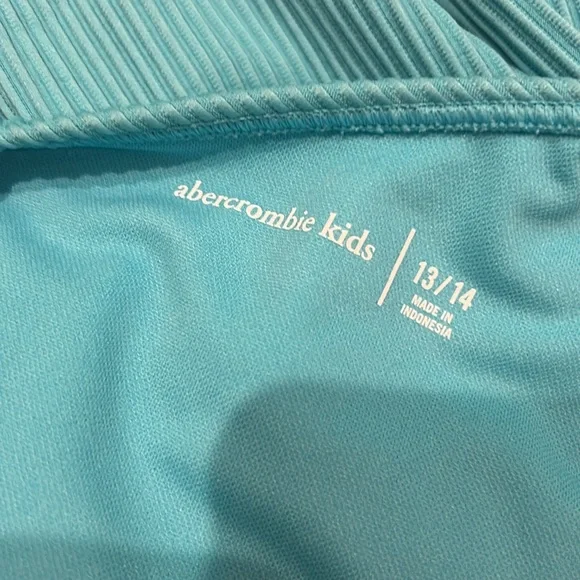 abercrombie kids
13/14
MADE IN
INDONESIA